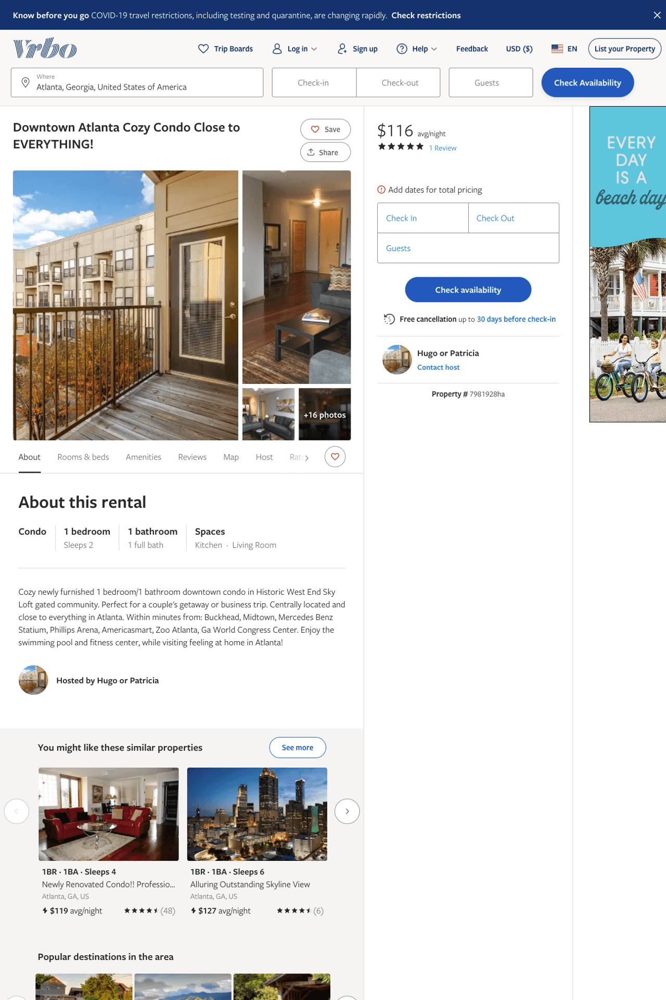 Know before you go COVID-19 travel restrictions, including testing and quarantine, are changing rapidly. Check restrictions
Vrbo
Trip Boards
Log in
Sign up
Help
Feedback
USD ($)
EN
List your Property
Where
Atlanta, Georgia, United States of America
Check-in
Check-out
Guests
Check Availability
Downtown Atlanta Cozy Condo Close to
EVERYTHING!
Save
Share
+16 photos
$116 avg/night
1 Review
Add dates for total pricing
Check In
Check Out
Guests
Check availability
Free cancellation up to 30 days before check-in
Hugo or Patricia
Contact host
Property # 7981928ha
EVERY
DAY
IS A
beach day
About
Rooms & beds
Amenities
Reviews
Map
Host
About this rental
Condo
1 bedroom
Sleeps 2
1 bathroom
1 full bath
Spaces
Kitchen · Living Room
Cozy newly furnished 1 bedroom/1 bathroom downtown condo in Historic West End Sky
Loft gated community. Perfect for a couple's getaway or business trip. Centrally located and
close to everything in Atlanta. Within minutes from: Buckhead, Midtown, Mercedes Benz
Statium, Phillips Arena, Americasmart, Zoo Atlanta, Ga World Congress Center. Enjoy the
swimming pool and fitness center, while visiting feeling at home in Atlanta!
Hosted by Hugo or Patricia
You might like these similar properties
See more
1BR · 1BA · Sleeps 4
Newly Renovated Condo!! Professio...
Atlanta, GA, US
$119 avg/night
(48)
1BR · 1BA · Sleeps 6
Alluring Outstanding Skyline View
Atlanta, GA, US
$127 avg/night
(6)
Popular destinations in the area